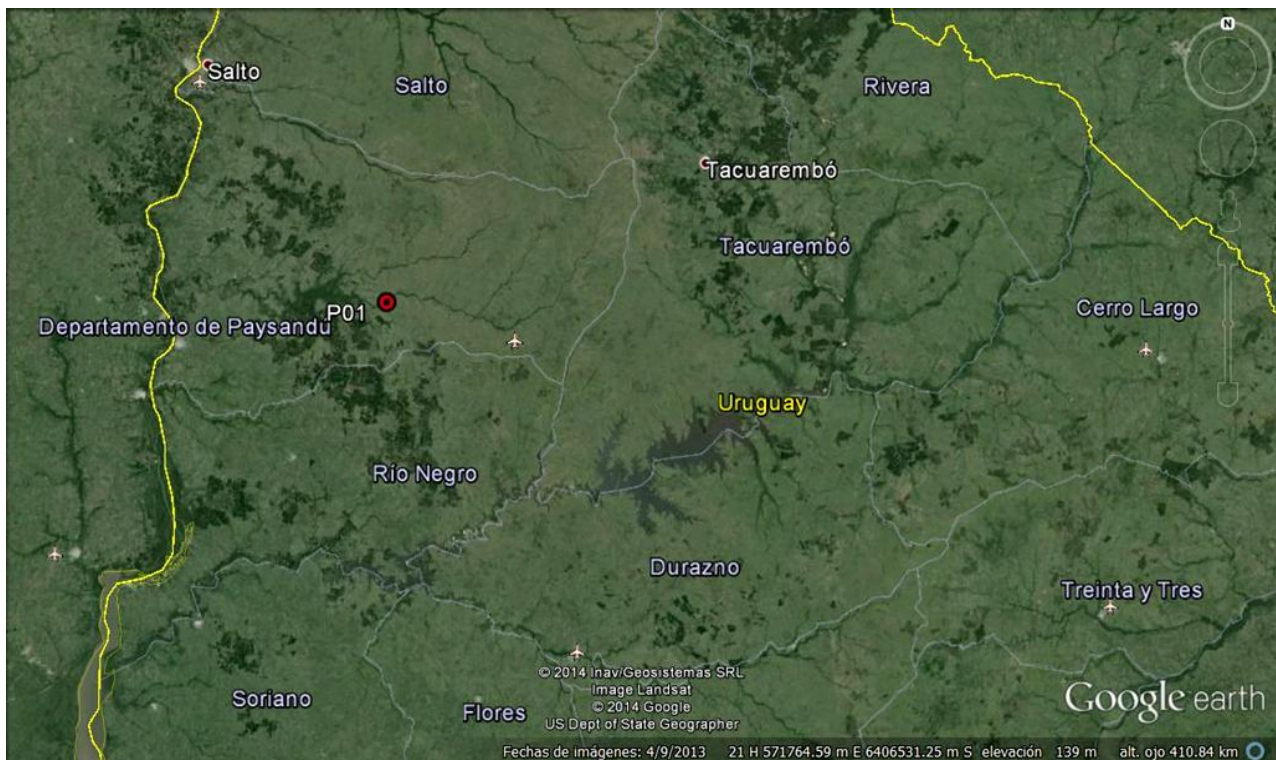 N
Salto
Salto
Rivera
Tacuarembó
Tacuarembó
P01
Departamento de Paysandú
Cerro Largo
Uruguay
Río Negro
Durazno
Treinta y Tres
Soriano
Flores
© 2014 Inav/Geosistemas SRL
Image Landsat
© 2014 Google
US Dept of State Geographer
Google earth
Fechas de imágenes: 4/9/2013 21 H 571764.59 m E 6406531.25 m S elevación 139 m alt. ojo 410.84 km